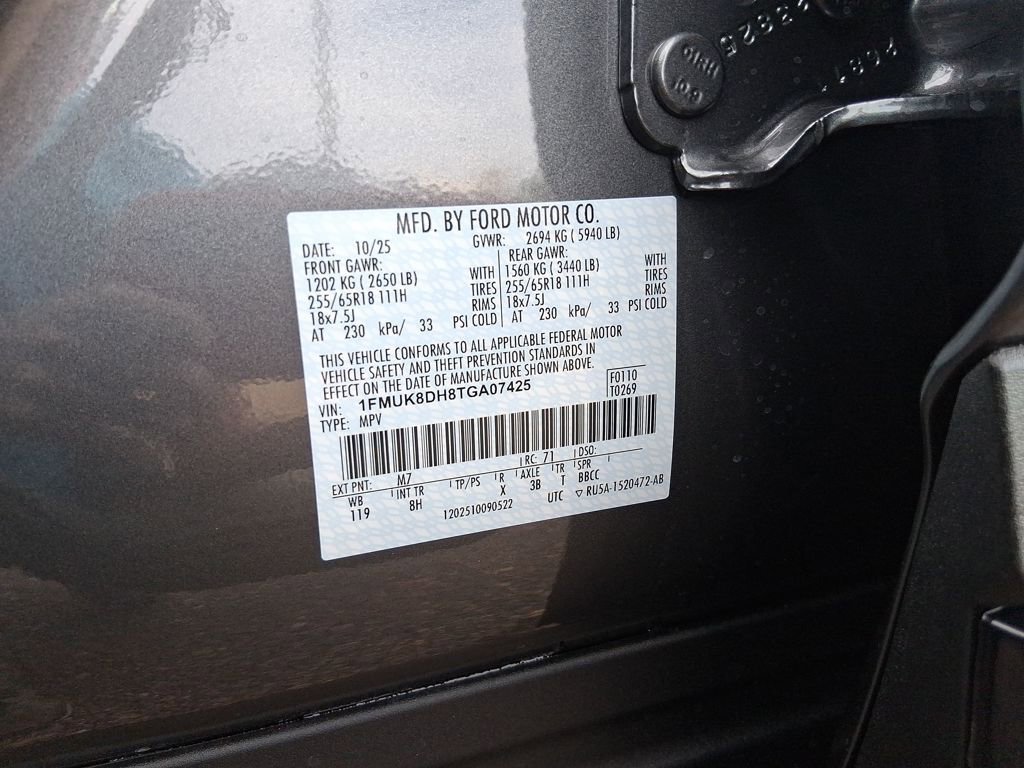 MFD. BY FORD MOTOR CO.
DATE: 10/25 GVWR: 2694 KG ( 5940 LB)
FRONT GAWR: REAR GAWR:
1202 KG ( 2650 LB) WITH 1560 KG ( 3440 LB) WITH
255/65R18 111H TIRES 255/65R18 111H TIRES
18x7.5J RIMS 18x7.5J RIMS
AT 230 kPa/ 33 PSI COLD AT 230 kPa/ 33 PSI COLD
THIS VEHICLE CONFORMS TO ALL APPLICABLE FEDERAL MOTOR
VEHICLE SAFETY AND THEFT PREVENTION STANDARDS IN
EFFECT ON THE DATE OF MANUFACTURE SHOWN ABOVE.
VIN: 1FMUK8DH8TGA07425 F0110
TYPE: MPV T0269
EXT PNT: M7 RC: 71 DSO:
WB INT TR TP/PS R AXLE TR SPR
119 8H X 3B T BBCC
1202510090522 UTC ▽ RU5A-1520472-AB